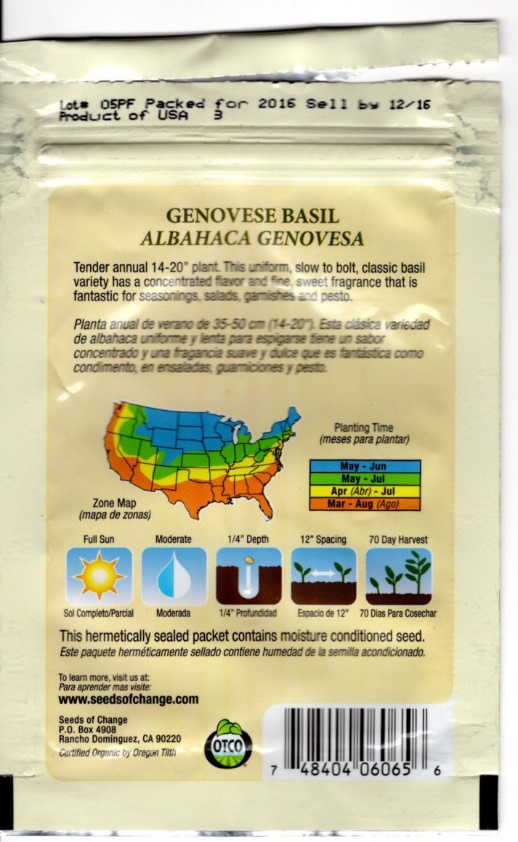 Lot# 05PF Packed for 2016 Sell by 12/16
Product of USA 3
GENOVESE BASIL
ALBAHACA GENOVESA
Tender annual 14-20" plant. This uniform, slow to bolt, classic basil
variety has a concentrated flavor and fine, sweet fragrance that is
fantastic for seasonings, salads, garnishes and pesto.
Planta anual de verano de 35-50 cm (14-20"). Esta clásica variedad
de albahaca uniforme y lenta para espigarse tiene un sabor
concentrado y una fragancia suave y dulce que es fantástica como
condimento, en ensaladas, guarniciones y pesto.
Zone Map
(mapa de zonas)
Planting Time
(meses para plantar)
May - Jun
May - Jul
Apr (Abr) - Jul
Mar - Aug (Ago)
Full Sun Moderate 1/4" Depth 12" Spacing 70 Day Harvest
Sol Completo/Parcial Moderada 1/4" Profundidad Espacio de 12" 70 Dias Para Cosechar
This hermetically sealed packet contains moisture conditioned seed.
Este paquete herméticamente sellado contiene humedad de la semilla acondicionado.
To learn more, visit us at:
Para aprender mas visite:
www.seedsofchange.com
Seeds of Change
P.O. Box 4908
Rancho Dominguez, CA 90220
Certified Organic by Oregon Tilth
OTCO
7 48404 06065 6